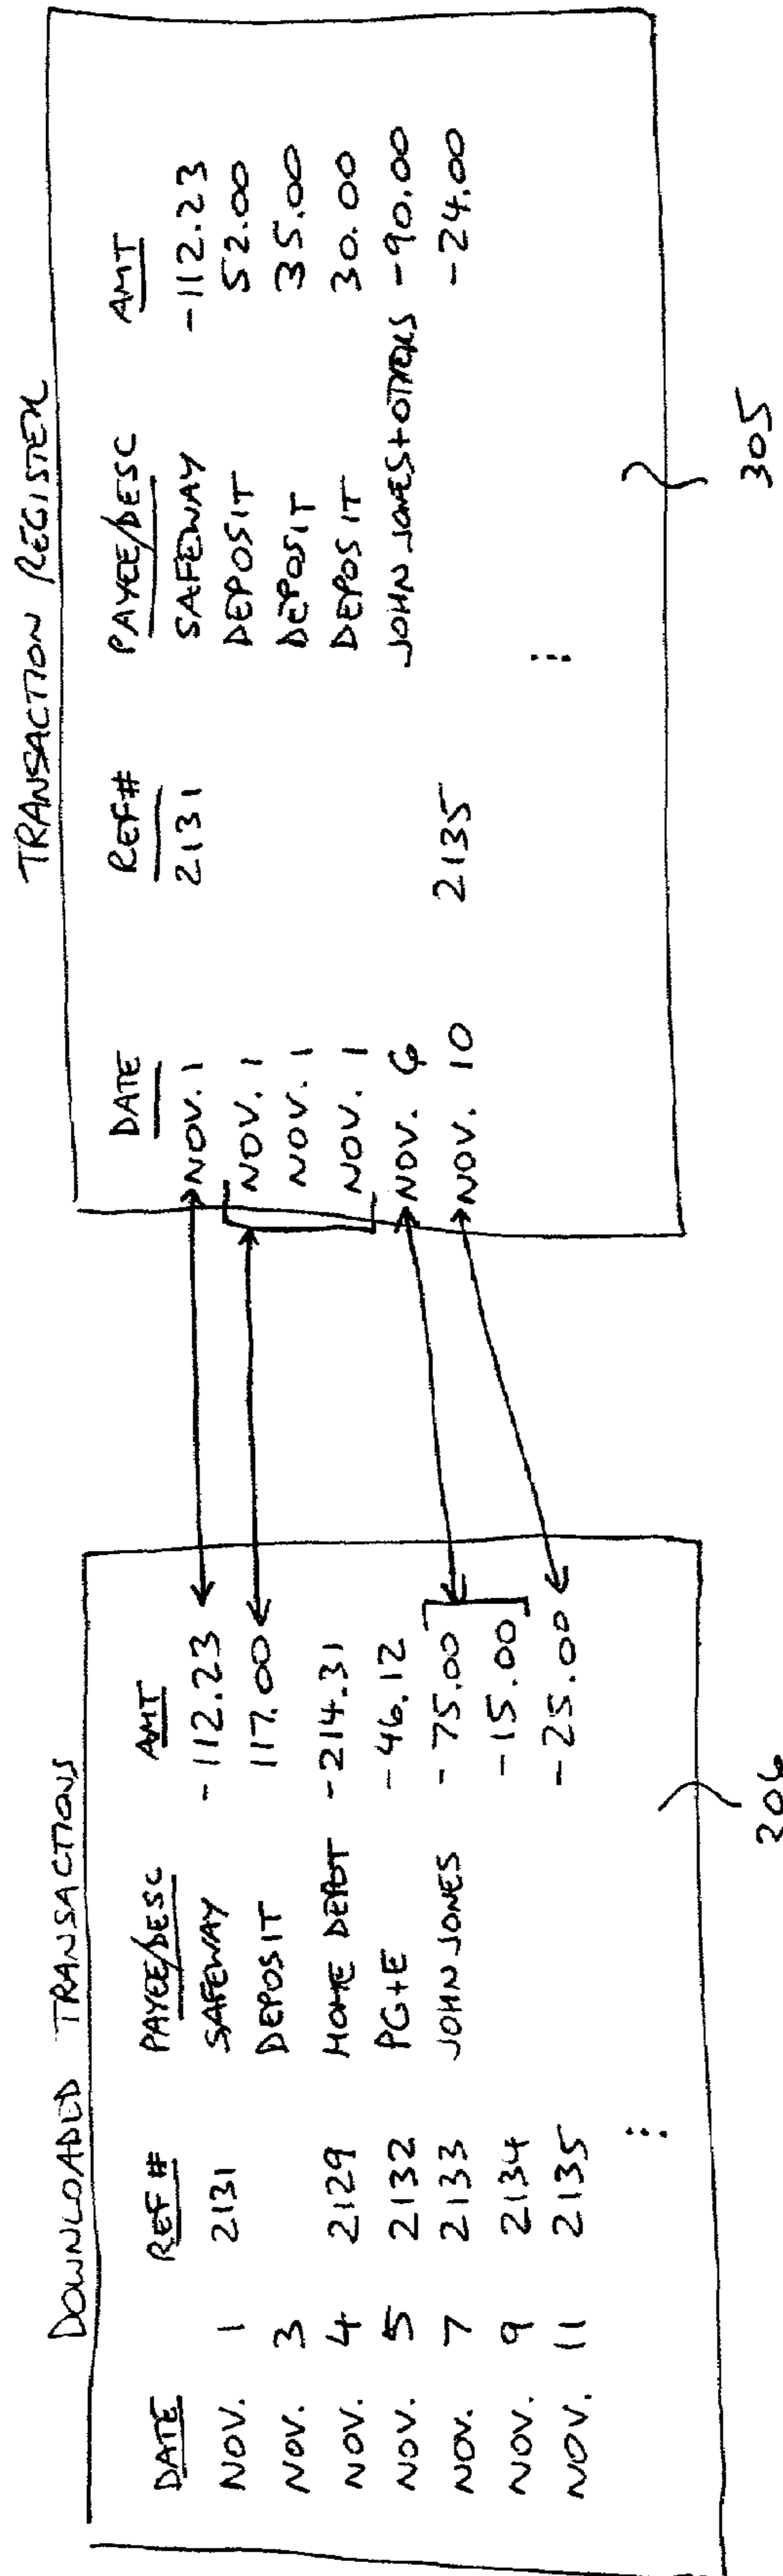 DOWNLOADED TRANSACTIONS
DATE REF # PAYEE/DESC AMT
NOV. 1 2131 SAFEWAY -112.23
NOV. 3 DEPOSIT 117.00
NOV. 4 2129 HOME DEPOT -214.31
NOV. 5 2132 PG+E -46.12
NOV. 7 2133 JOHN JONES -75.00
NOV. 9 2134 -15.00
NOV. 11 2135 -25.00
⋮
206
TRANSACTION REGISTER
DATE REF# PAYEE/DESC AMT
NOV. 1 2131 SAFEWAY -112.23
NOV. 1 DEPOSIT 52.00
NOV. 1 DEPOSIT 35.00
NOV. 1 DEPOSIT 30.00
NOV. 6 JOHN JONES+OTHERS -90.00
NOV. 10 2135 -24.00
⋮
305